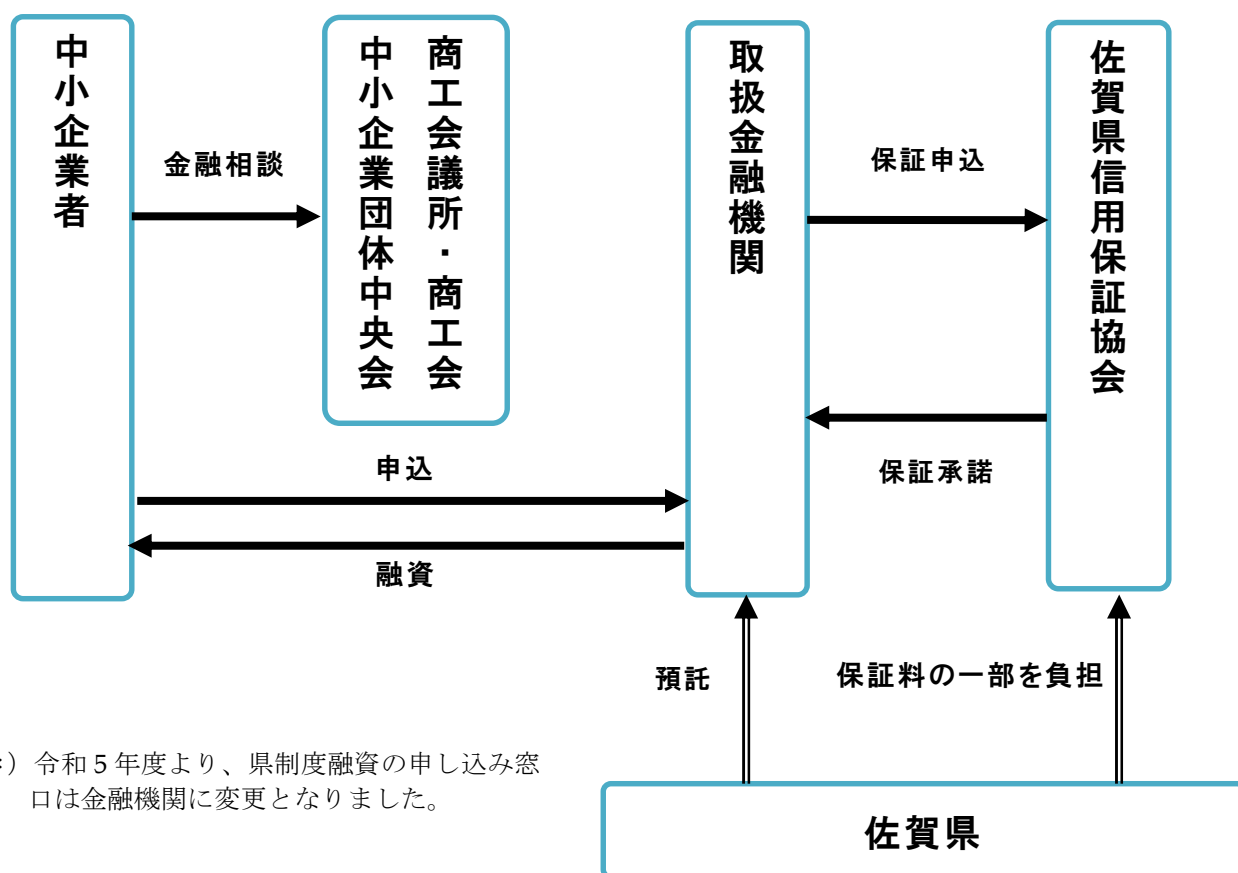 中小企業者
金融相談
商工会議所・商工会
中小企業団体中央会
取扱金融機関
保証申込
佐賀県信用保証協会
保証承諾
申込
融資
預託
保証料の一部を負担
）令和５年度より、県制度融資の申し込み窓
口は金融機関に変更となりました。
佐賀県